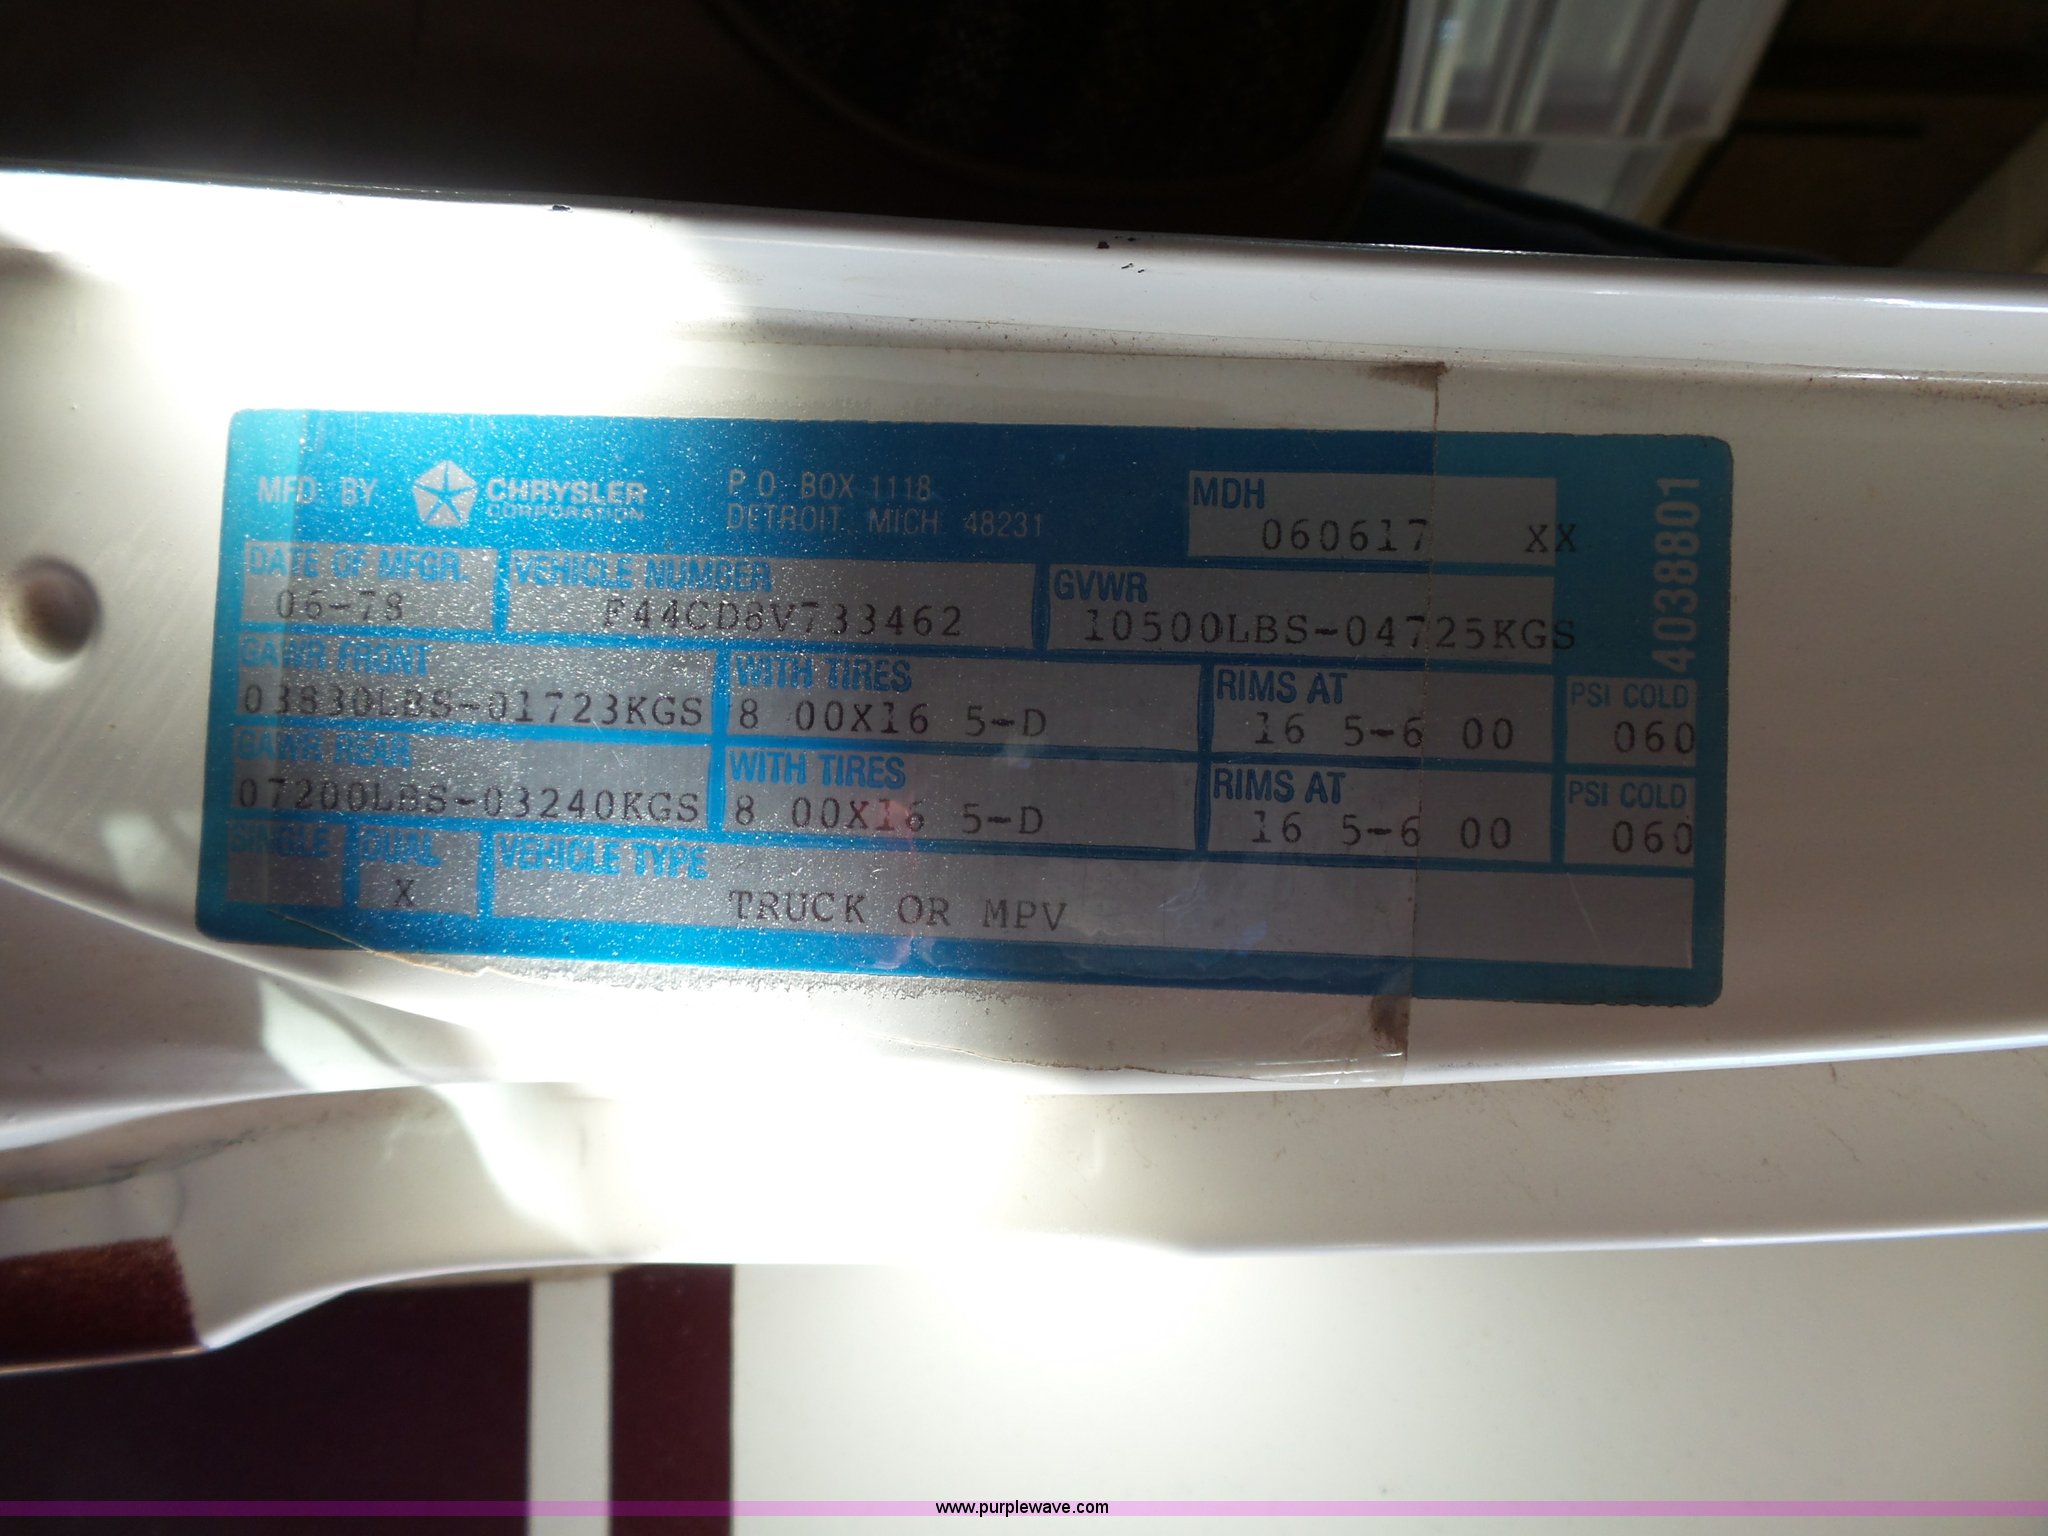 MFD. BY CHRYSLER CORPORATION
P.O. BOX 1118
DETROIT, MICH 48231
MDH
060617 XX
4038801
DATE OF MFGR. VEHICLE NUMBER GVWR
06-78 F44CD8V733462 10500LBS-04725KGS
GAWR FRONT WITH TIRES RIMS AT PSI COLD
03830LBS-01723KGS 8 00X16 5-D 16 5-6 00 060
GAWR REAR WITH TIRES RIMS AT PSI COLD
07200LBS-03240KGS 8 00X16 5-D 16 5-6 00 060
SINGLE DUAL VEHICLE TYPE
X TRUCK OR MPV
www.purplewave.com